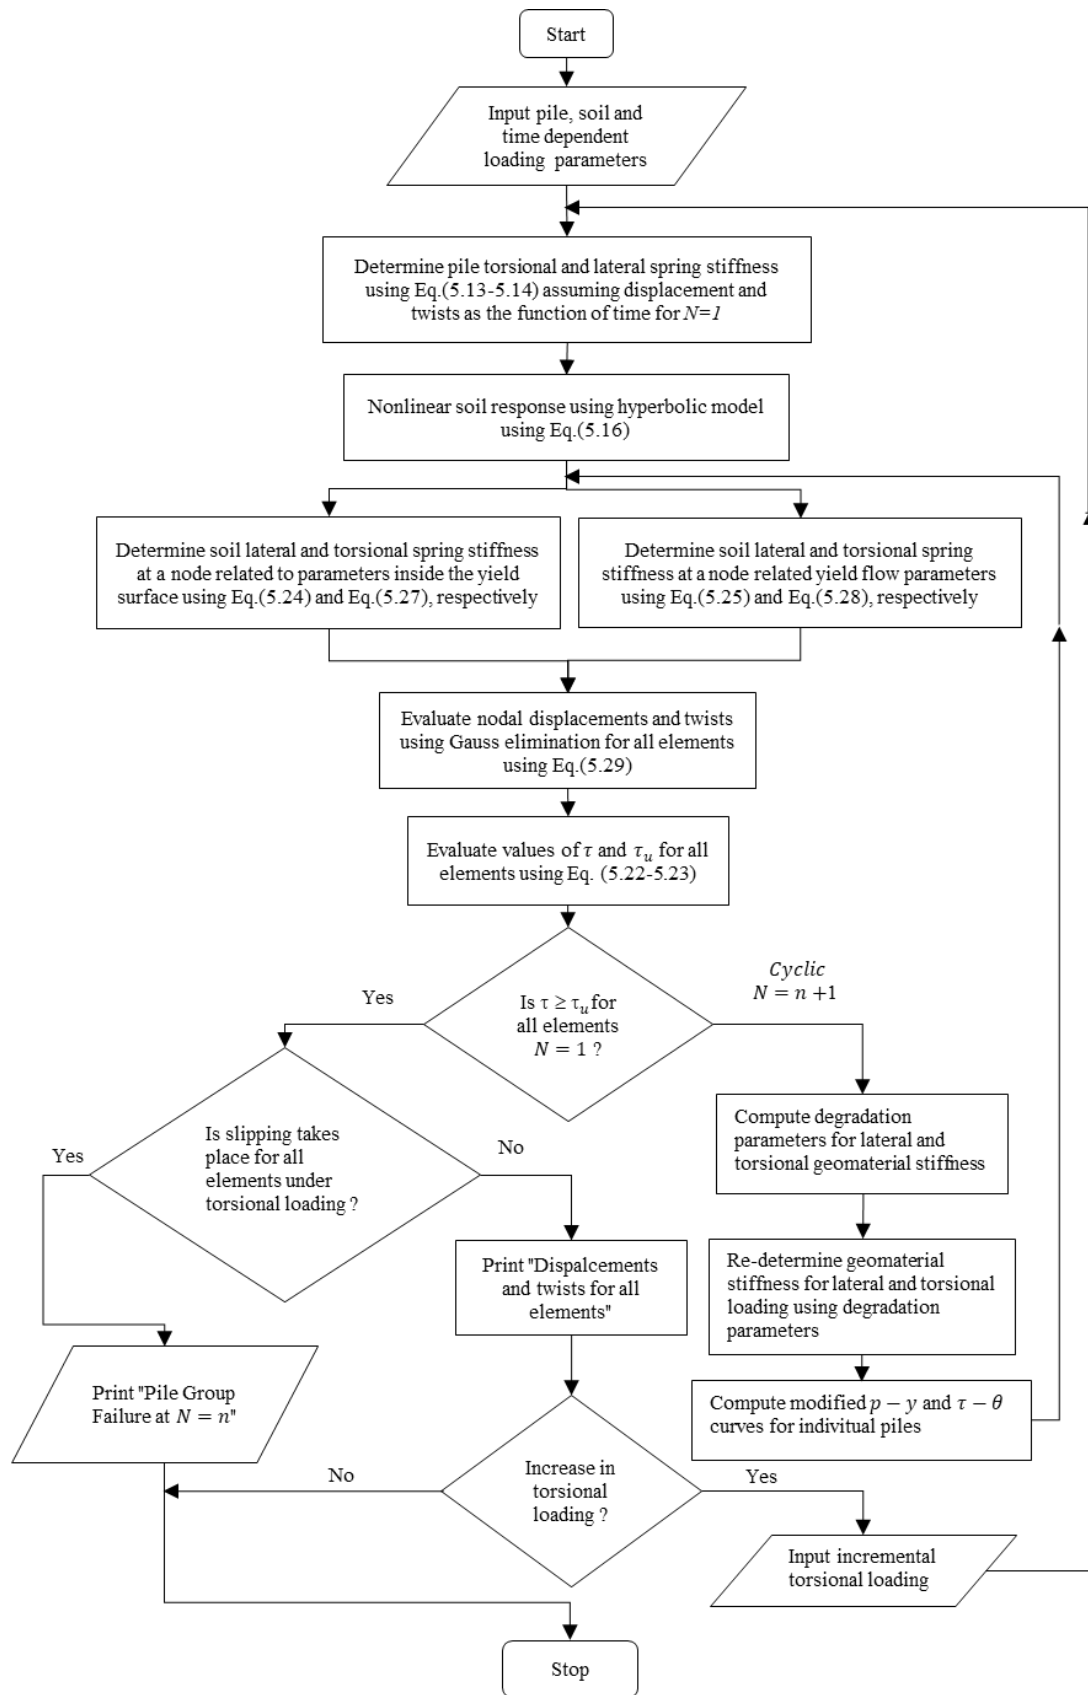 Start
Input pile, soil and
time dependent
loading parameters
Determine pile torsional and lateral spring stiffness
using Eq.(5.13-5.14) assuming displacement and
twists as the function of time for N=1
Nonlinear soil response using hyperbolic model
using Eq.(5.16)
Determine soil lateral and torsional spring stiffness
at a node related to parameters inside the yield
surface using Eq.(5.24) and Eq.(5.27), respectively
Determine soil lateral and torsional spring
stiffness at a node related yield flow parameters
using Eq.(5.25) and Eq.(5.28), respectively
Evaluate nodal displacements and twists
using Gauss elimination for all elements
using Eq.(5.29)
Evaluate values of τ and τᵤ for all
elements using Eq. (5.22-5.23)
Is τ ≥ τᵤ for
all elements
N = 1 ?
Yes
Cyclic
N = n +1
Is slipping takes
place for all
elements under
torsional loading ?
Yes
No
Compute degradation
parameters for lateral and
torsional geomaterial stiffness
Print "Dispalcements
and twists for all
elements"
Re-determine geomaterial
stiffness for lateral and torsional
loading using degradation
parameters
Print "Pile Group
Failure at N = n"
Compute modified p − y and τ − θ
curves for indivitual piles
Increase in
torsional
loading ?
No
Yes
Input incremental
torsional loading
Stop